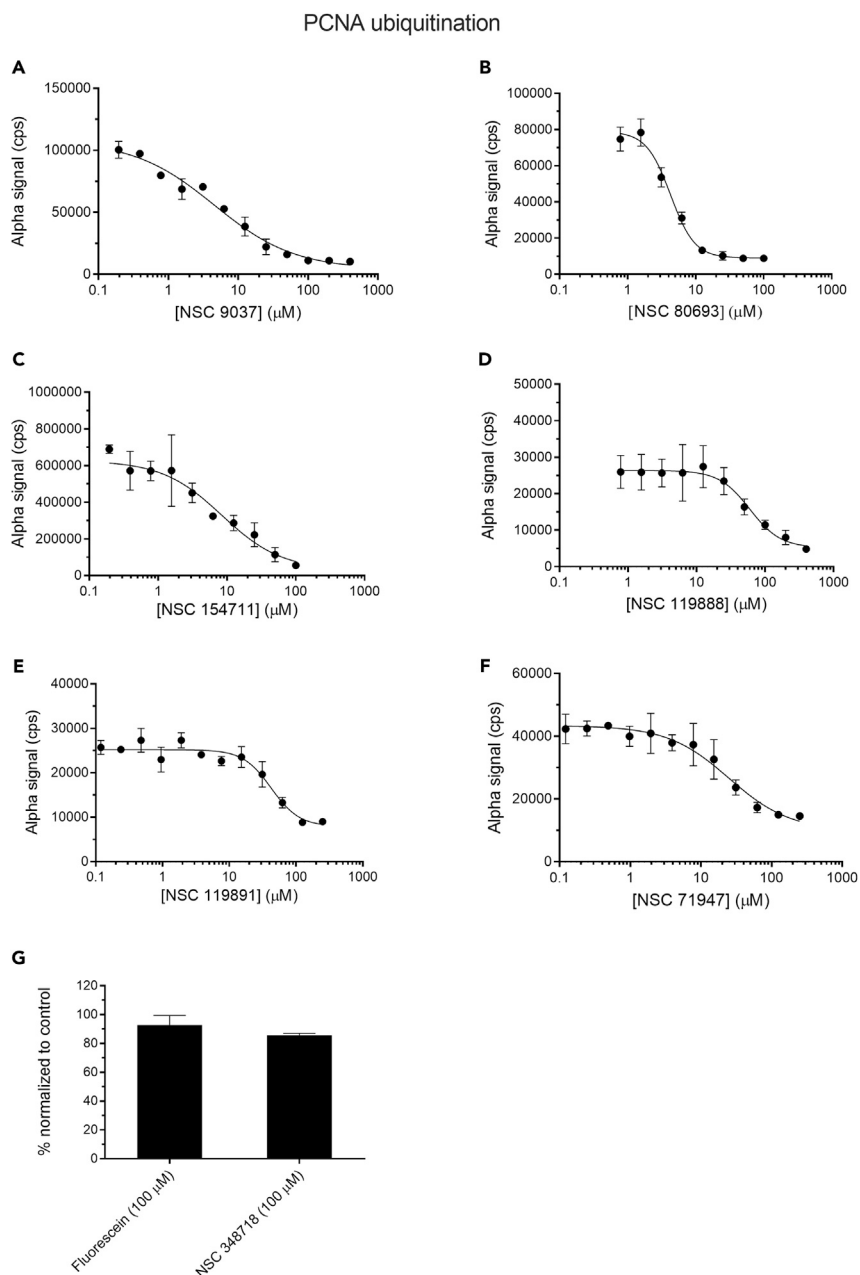 PCNA ubiquitination
A
150000
100000
50000
0
Alpha signal (cps)
0.1 1 10 100 1000
[NSC 9037] (μM)
B
100000
80000
60000
40000
20000
0
Alpha signal (cps)
0.1 1 10 100 1000
[NSC 80693] (μM)
C
1000000
800000
600000
400000
200000
0
Alpha signal (cps)
0.1 1 10 100 1000
[NSC 154711] (μM)
D
50000
40000
30000
20000
10000
0
Alpha signal (cps)
0.1 1 10 100 1000
[NSC 119888] (μM)
E
40000
30000
20000
10000
0
Alpha signal (cps)
0.1 1 10 100 1000
[NSC 119891] (μM)
F
60000
40000
20000
0
Alpha signal (cps)
0.1 1 10 100 1000
[NSC 71947] (μM)
G
120
100
80
60
40
20
0
% normalized to control
Fluorescein (100 μM)
NSC 348718 (100 μM)